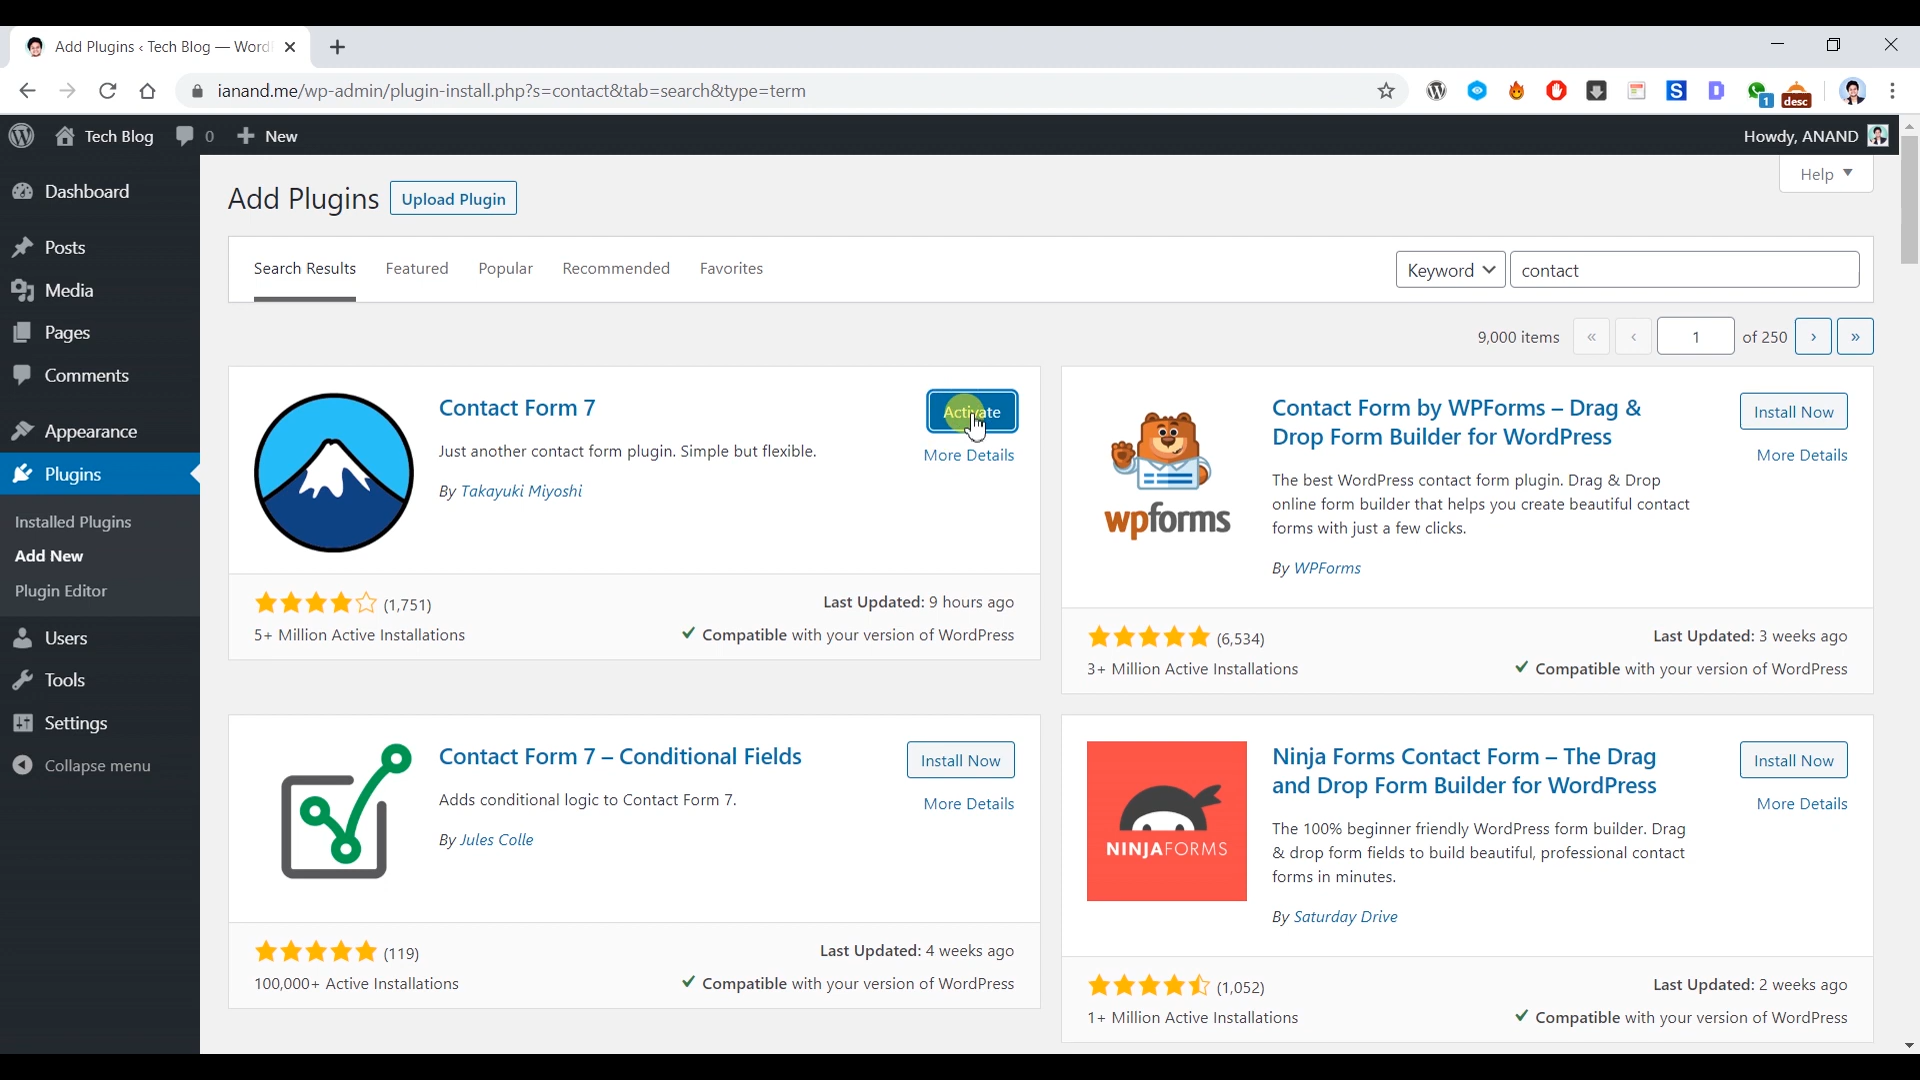 Add Plugins ‹ Tech Blog — Word
ianand.me/wp-admin/plugin-install.php?s=contact&tab=search&type=term
S
D
1
desc
Tech Blog
0
New
Howdy, ANAND
Dashboard
Posts
Media
Pages
Comments
Appearance
Plugins
Installed Plugins
Add New
Plugin Editor
Users
Tools
Settings
Collapse menu
Add Plugins
Upload Plugin
Help
Search Results
Featured
Popular
Recommended
Favorites
Keyword
contact
9,000 items
«
‹
1
of 250
›
»
Contact Form 7
Activate
Just another contact form plugin. Simple but flexible.
More Details
By Takayuki Miyoshi
(1,751)
Last Updated: 9 hours ago
5+ Million Active Installations
Compatible with your version of WordPress
wpforms
Contact Form by WPForms – Drag &
Drop Form Builder for WordPress
Install Now
More Details
The best WordPress contact form plugin. Drag & Drop
online form builder that helps you create beautiful contact
forms with just a few clicks.
By WPForms
(6,534)
Last Updated: 3 weeks ago
3+ Million Active Installations
Compatible with your version of WordPress
Contact Form 7 – Conditional Fields
Install Now
Adds conditional logic to Contact Form 7.
More Details
By Jules Colle
(119)
Last Updated: 4 weeks ago
100,000+ Active Installations
Compatible with your version of WordPress
NINJAFORMS
Ninja Forms Contact Form – The Drag
and Drop Form Builder for WordPress
Install Now
More Details
The 100% beginner friendly WordPress form builder. Drag
& drop form fields to build beautiful, professional contact
forms in minutes.
By Saturday Drive
(1,052)
Last Updated: 2 weeks ago
1+ Million Active Installations
Compatible with your version of WordPress